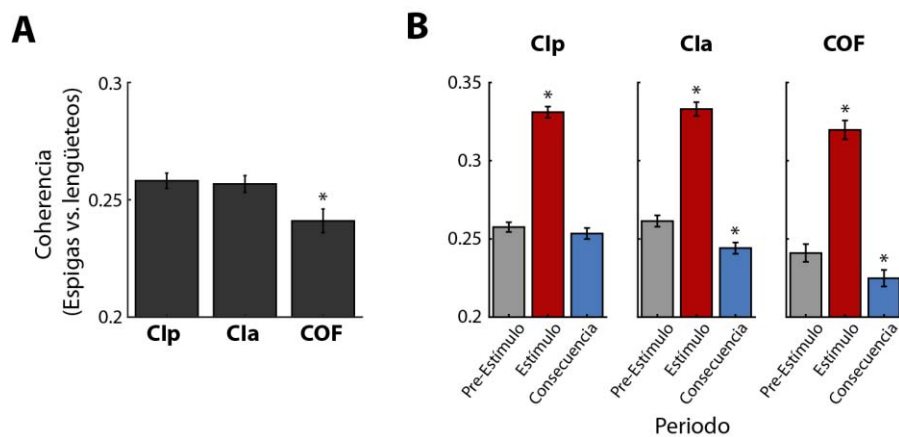 A
0.3
0.25
0.2
Coherencia
(Espigas vs. lengüeteos)
*
CIp
CIa
COF
B
CIp
CIa
COF
0.35
0.3
0.25
0.2
*
*
*
*
*
Pre-Estímulo
Estímulo
Consecuencia
Pre-Estímulo
Estímulo
Consecuencia
Pre-Estímulo
Estímulo
Consecuencia
Periodo